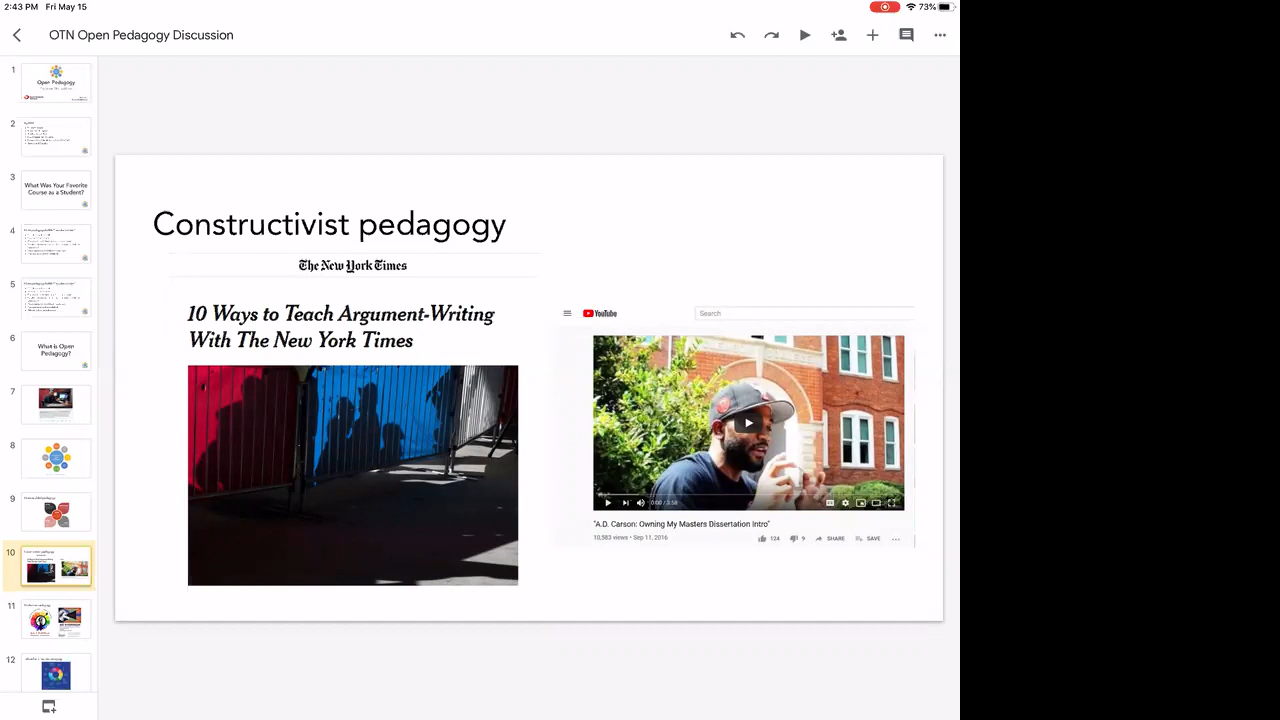 2:43 PM Fri May 15
73%
OTN Open Pedagogy Discussion
1
Open Pedagogy
2
3
What Was Your Favorite
Course as a Student?
4
5
6
What is Open
Pedagogy?
7
8
9
10
11
12
Constructivist pedagogy
The New York Times
10 Ways to Teach Argument-Writing
With The New York Times
YouTube
Search
0:00 / 3:58
"A.D. Carson: Owning My Masters Dissertation Intro"
10,583 views • Sep 11, 2016
124
9
SHARE
SAVE